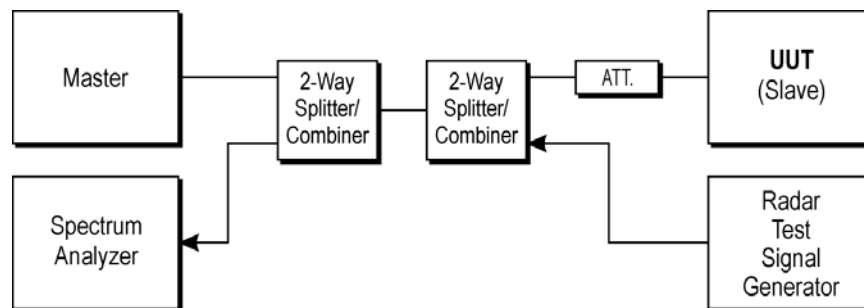 Master
2-Way
Splitter/
Combiner
2-Way
Splitter/
Combiner
ATT.
UUT
(Slave)
Spectrum
Analyzer
Radar
Test
Signal
Generator